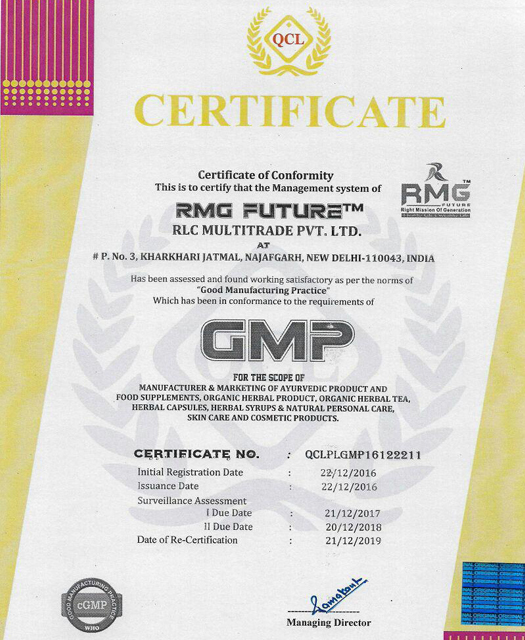 QCL
CERTIFICATE
Certificate of Conformity
This is to certify that the Management system of
RMG
TM
FUTURE
Right Mission Of Generation
RMG FUTURE™
RLC MULTITRADE PVT. LTD.
AT
# P. No. 3, KHARKHARI JATMAL, NAJAFGARH, NEW DELHI-110043, INDIA
Has been assessed and found working satisfactory as per the norms of
"Good Manufacturing Practice"
Which has been in conformance to the requirements of
GMP
FOR THE SCOPE OF
MANUFACTURER & MARKETING OF AYURVEDIC PRODUCT AND
FOOD SUPPLEMENTS, ORGANIC HERBAL PRODUCT, ORGANIC HERBAL TEA,
HERBAL CAPSULES, HERBAL SYRUPS & NATURAL PERSONAL CARE,
SKIN CARE AND COSMETIC PRODUCTS.
CERTIFICATE NO. : QCLPLGMP16122211
Initial Registration Date : 22/12/2016
Issuance Date : 22/12/2016
Surveillance Assessment
I Due Date : 21/12/2017
II Due Date : 20/12/2018
Date of Re-Certification : 21/12/2019
GOOD MANUFACTURING PRACTICE
cGMP
WHO
Managing Director